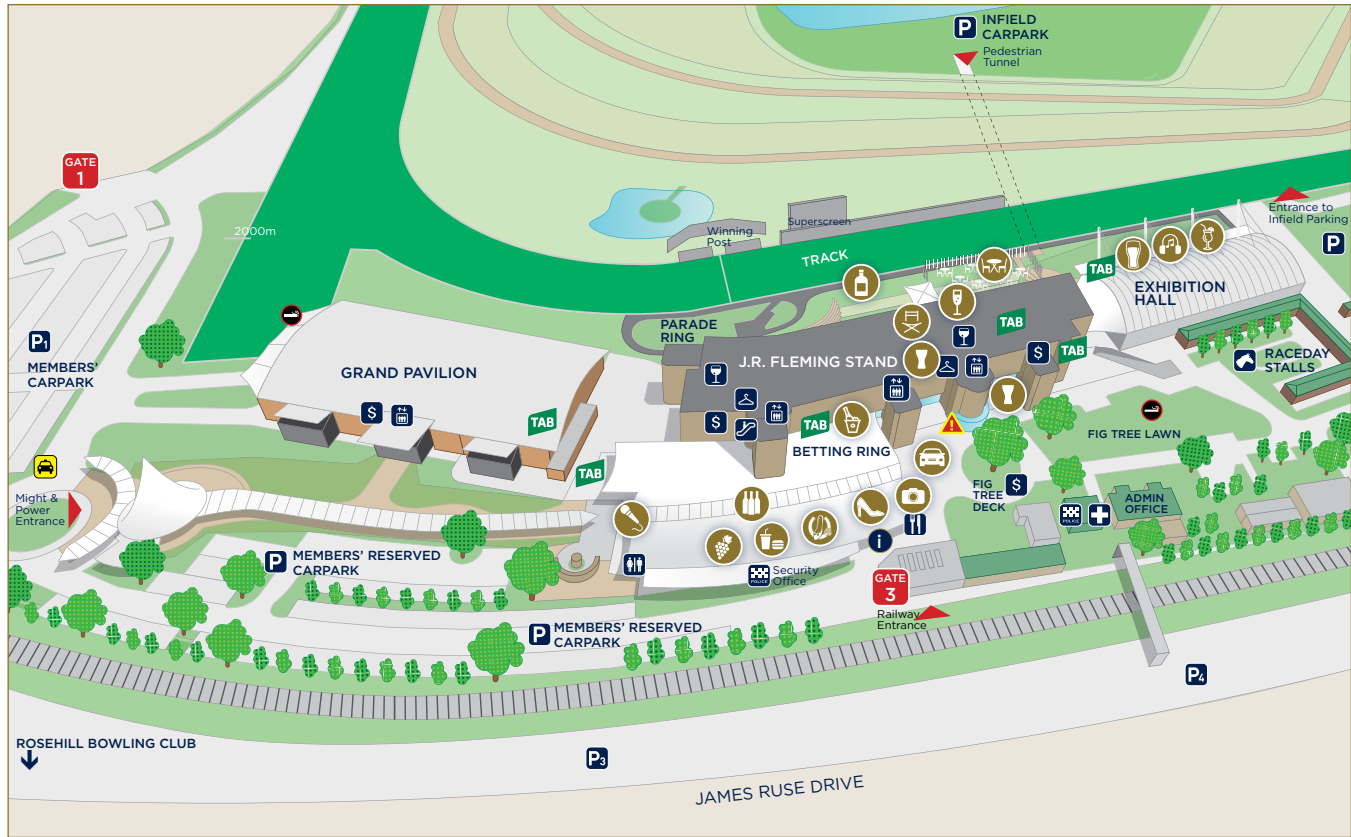 P INFIELD
CARPARK
Pedestrian
Tunnel
GATE
1
2000m
Winning
Post
Superscreen
TRACK
Entrance to
Infield Parking
P
TAB
EXHIBITION
HALL
PARADE
RING
P1
MEMBERS'
CARPARK
GRAND PAVILION
J.R. FLEMING STAND
TAB
TAB
$
RACEDAY
STALLS
$
TAB
$
TAB
BETTING RING
FIG TREE LAWN
TAB
Might &
Power
Entrance
FIG
TREE
DECK
$
ADMIN
OFFICE
POLICE
i
P MEMBERS' RESERVED
CARPARK
POLICE
Security
Office
GATE
3
Railway
Entrance
P MEMBERS' RESERVED
CARPARK
P4
ROSEHILL BOWLING CLUB
P3
JAMES RUSE DRIVE